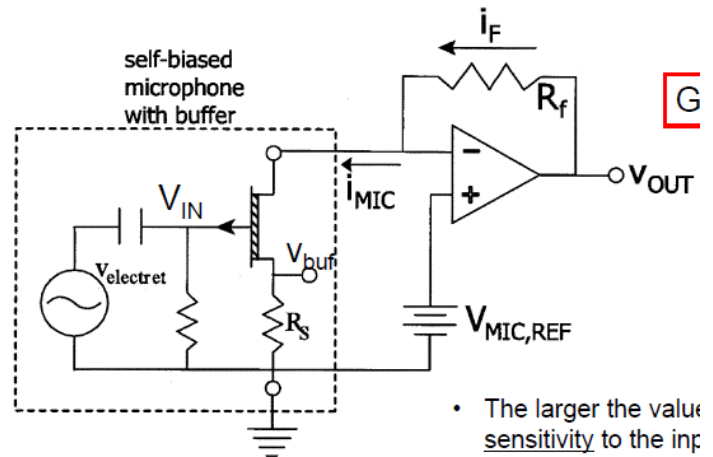 self-biased
microphone
with buffer
i_F
R_f
G
V_IN
i_MIC
−
+
v_OUT
V_buf
v_electret
R_S
V_MIC,REF
• The larger the value
sensitivity to the inp